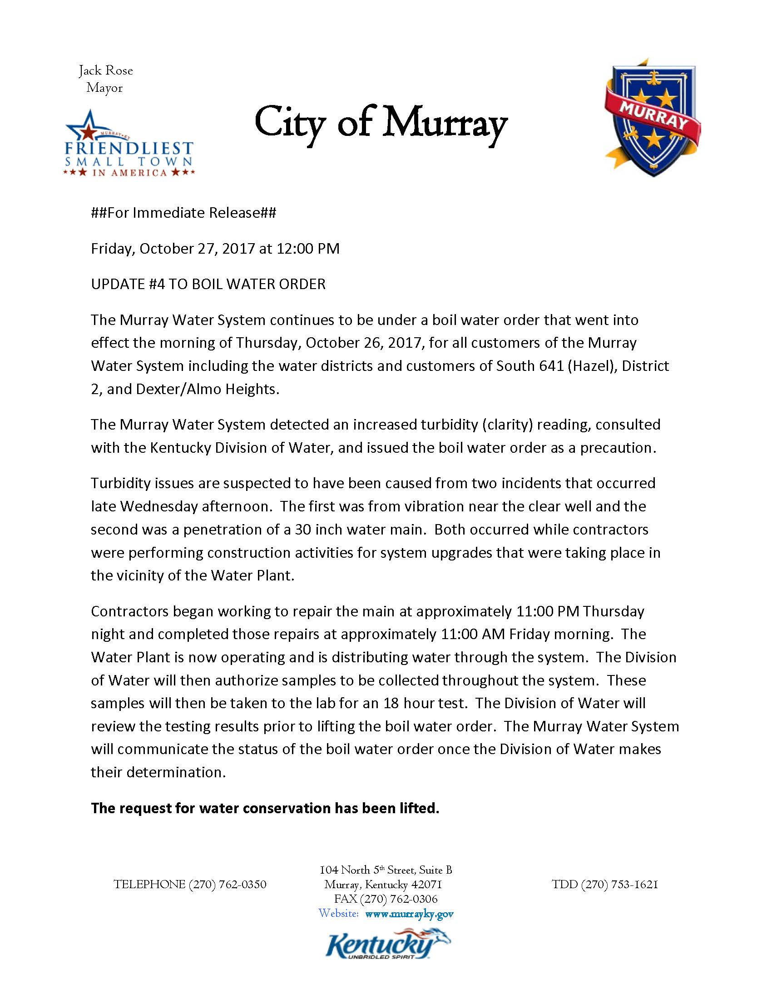 Jack Rose
Mayor
MURRAY
City of Murray
MURRAY•KY
FRIENDLIEST
SMALL TOWN
IN AMERICA
##For Immediate Release##
Friday, October 27, 2017 at 12:00 PM
UPDATE #4 TO BOIL WATER ORDER
The Murray Water System continues to be under a boil water order that went into
effect the morning of Thursday, October 26, 2017, for all customers of the Murray
Water System including the water districts and customers of South 641 (Hazel), District
2, and Dexter/Almo Heights.
The Murray Water System detected an increased turbidity (clarity) reading, consulted
with the Kentucky Division of Water, and issued the boil water order as a precaution.
Turbidity issues are suspected to have been caused from two incidents that occurred
late Wednesday afternoon.  The first was from vibration near the clear well and the
second was a penetration of a 30 inch water main.  Both occurred while contractors
were performing construction activities for system upgrades that were taking place in
the vicinity of the Water Plant.
Contractors began working to repair the main at approximately 11:00 PM Thursday
night and completed those repairs at approximately 11:00 AM Friday morning.  The
Water Plant is now operating and is distributing water through the system.  The Division
of Water will then authorize samples to be collected throughout the system.  These
samples will then be taken to the lab for an 18 hour test.  The Division of Water will
review the testing results prior to lifting the boil water order.  The Murray Water System
will communicate the status of the boil water order once the Division of Water makes
their determination.
The request for water conservation has been lifted.
104 North 5th Street, Suite B
TELEPHONE (270) 762-0350 Murray, Kentucky 42071 TDD (270) 753-1621
FAX (270) 762-0306
Website:  www.murrayky.gov
Kentucky
UNBRIDLED SPIRIT